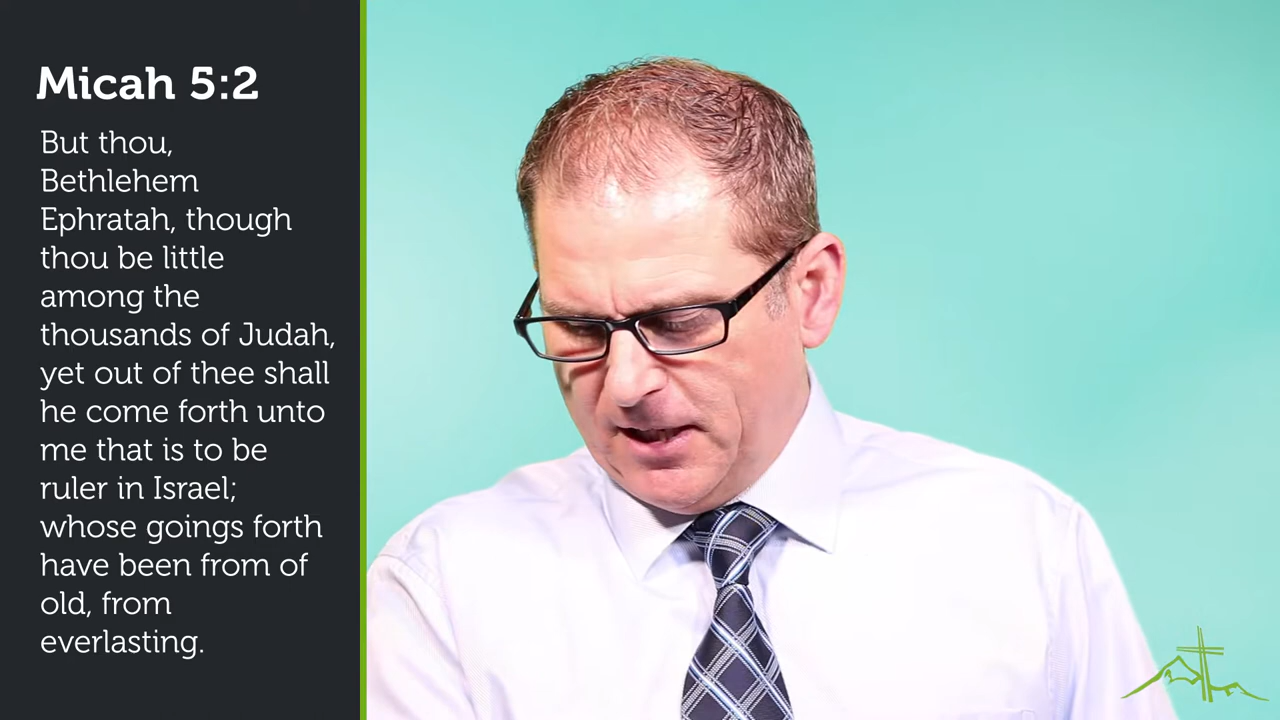 Micah 5:2
But thou,
Bethlehem
Ephratah, though
thou be little
among the
thousands of Judah,
yet out of thee shall
he come forth unto
me that is to be
ruler in Israel;
whose goings forth
have been from of
old, from
everlasting.